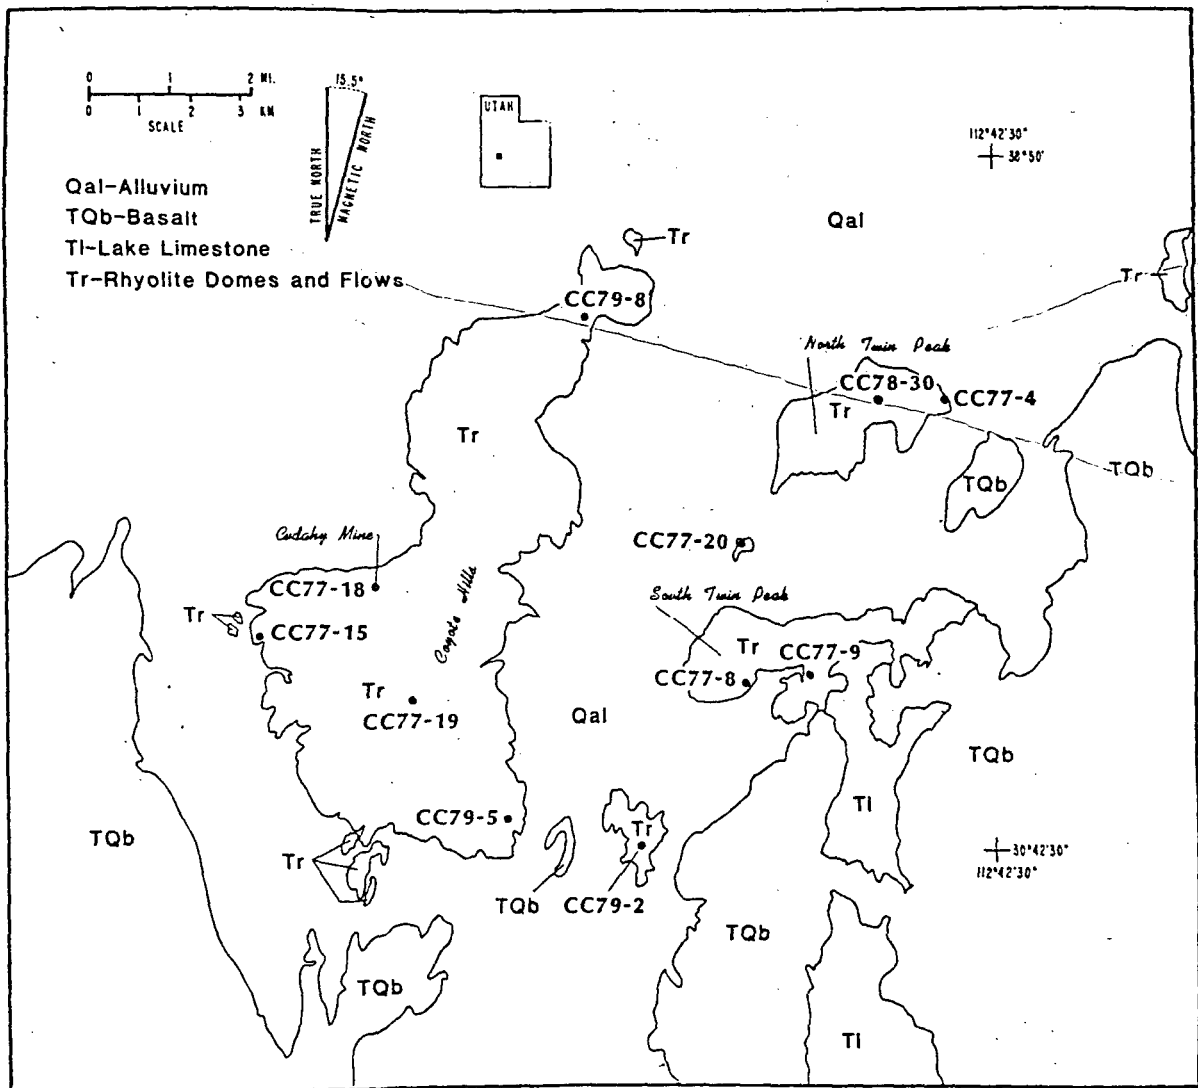 0 1 2 MI.
0 1 2 3 KM
SCALE
15.5°
TRUE NORTH
MAGNETIC NORTH
UTAH
112°42'30"
38°50'
Qal-Alluvium
TQb-Basalt
Tl-Lake Limestone
Tr-Rhyolite Domes and Flows
Qal
Tr
Tr
CC79-8
North Twin Peak
CC78-30
CC77-4
Tr
Tr
TQb
TQb
Cudahy Mine
CC77-20
CC77-18
Coyote Hills
South Twin Peak
Tr
CC77-15
Tr
CC77-9
CC77-8
Tr
CC77-19
Qal
TQb
Tl
CC79-5
TQb
Tr
Tr
30°42'30"
112°42'30"
TQb
CC79-2
TQb
TQb
Tl